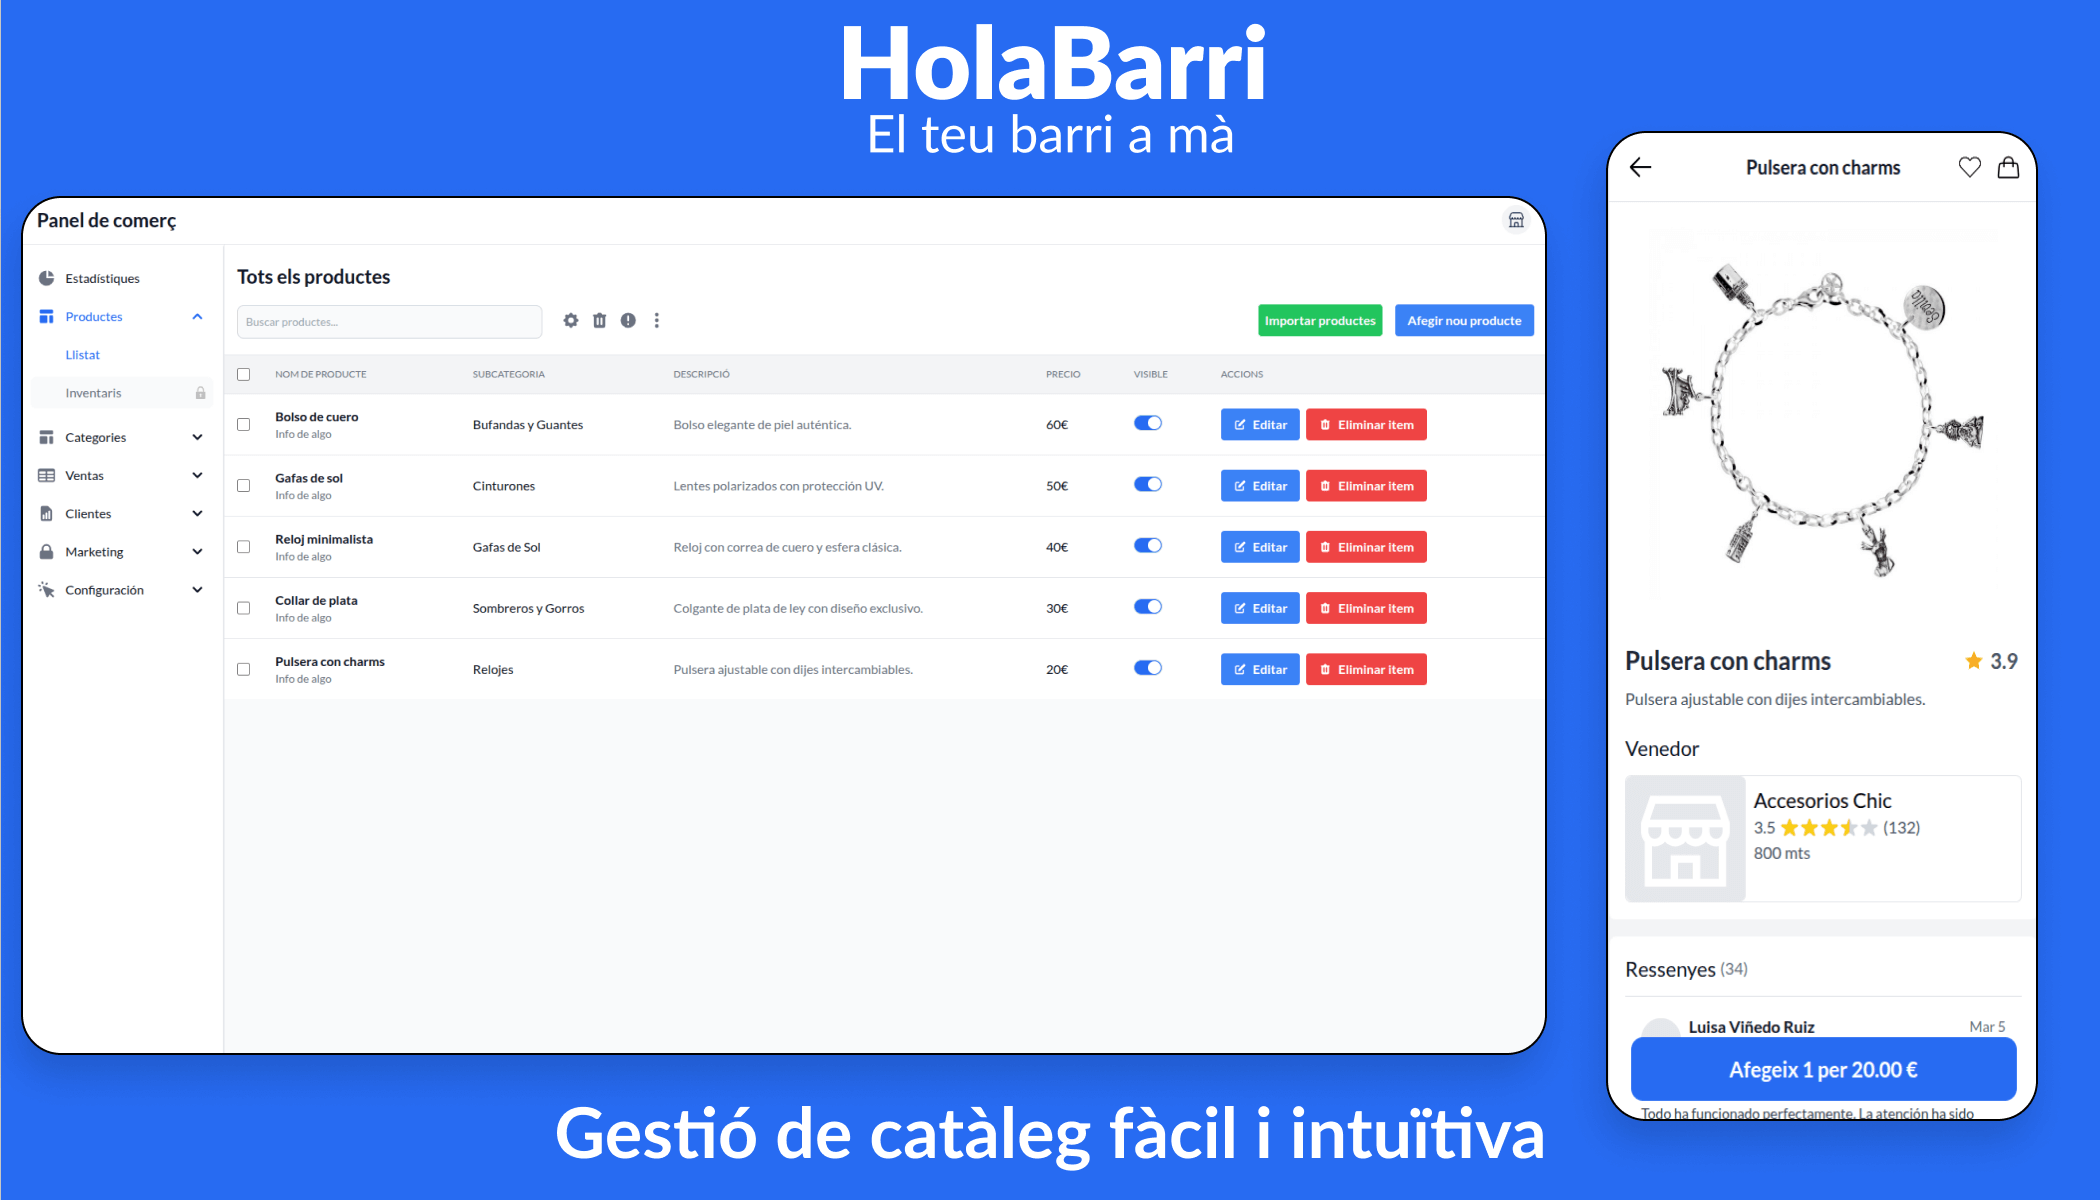 HolaBarri
El teu barri a mà
Panel de comerç
Estadístiques
Productes
Llistat
Inventaris
Categories
Ventas
Clientes
Marketing
Configuración
Tots els productes
Buscar productes...
Importar productes
Afegir nou producte
NOM DE PRODUCTE SUBCATEGORIA DESCRIPCIÓ PRECIO VISIBLE ACCIONS
Bolso de cuero
Info de algo
Bufandas y Guantes Bolso elegante de piel auténtica. 60€ Editar Eliminar item
Gafas de sol
Info de algo
Cinturones Lentes polarizados con protección UV. 50€ Editar Eliminar item
Reloj minimalista
Info de algo
Gafas de Sol Reloj con correa de cuero y esfera clásica. 40€ Editar Eliminar item
Collar de plata
Info de algo
Sombreros y Gorros Colgante de plata de ley con diseño exclusivo. 30€ Editar Eliminar item
Pulsera con charms
Info de algo
Relojes Pulsera ajustable con dijes intercambiables. 20€ Editar Eliminar item
Pulsera con charms
Sevilla
Pulsera con charms 3.9
Pulsera ajustable con dijes intercambiables.
Venedor
Accesorios Chic
3.5 (132)
800 mts
Ressenyes (34)
Luisa Viñedo Ruiz Mar 5
Afegeix 1 per 20.00 €
Todo ha funcionado perfectamente. La atención ha sido
Gestió de catàleg fàcil i intuïtiva